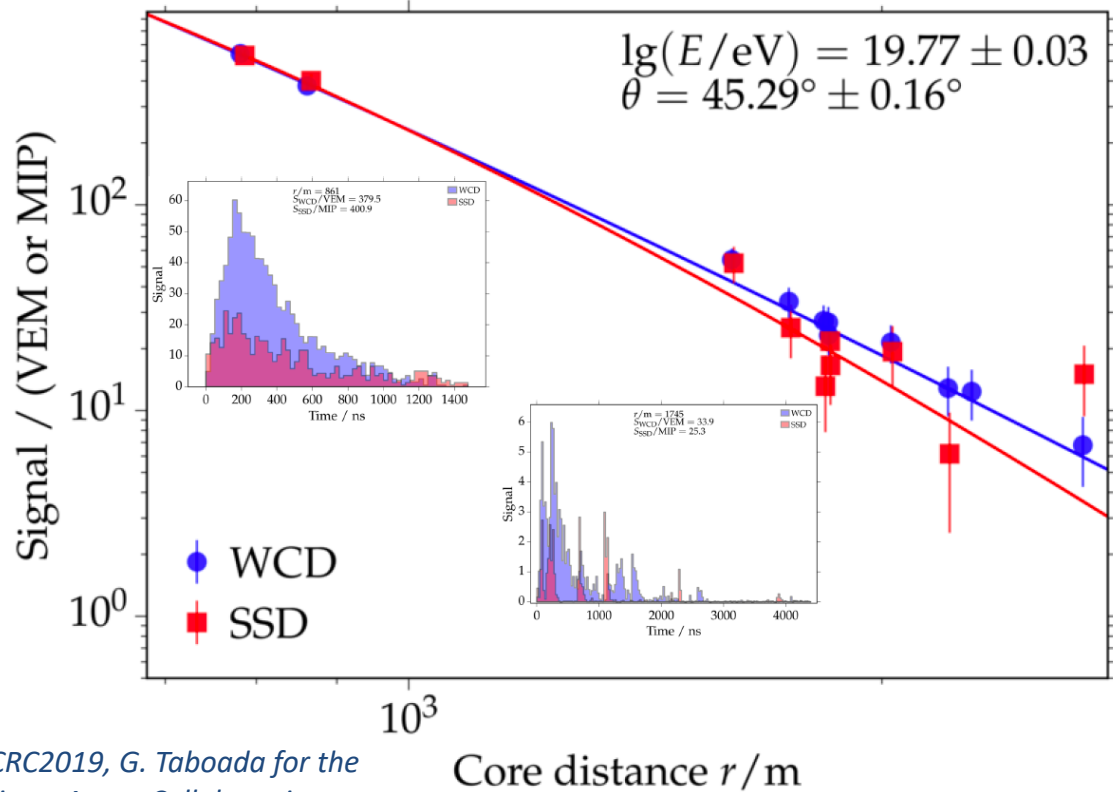 lg(E/eV) = 19.77 ± 0.03
θ = 45.29° ± 0.16°
Signal / (VEM or MIP)
10²
10¹
10⁰
r/m = 861
S_WCD/VEM = 379.5
S_SSD/MIP = 400.9
WCD
SSD
Signal
60
50
40
30
20
10
0
0 200 400 600 800 1000 1200 1400
Time / ns
r/m = 1745
S_WCD/VEM = 33.9
S_SSD/MIP = 25.3
WCD
SSD
Signal
6
5
4
3
2
1
0
0 1000 2000 3000 4000
Time / ns
WCD
SSD
10³
Core distance r/m
CRC2019, G. Taboada for the